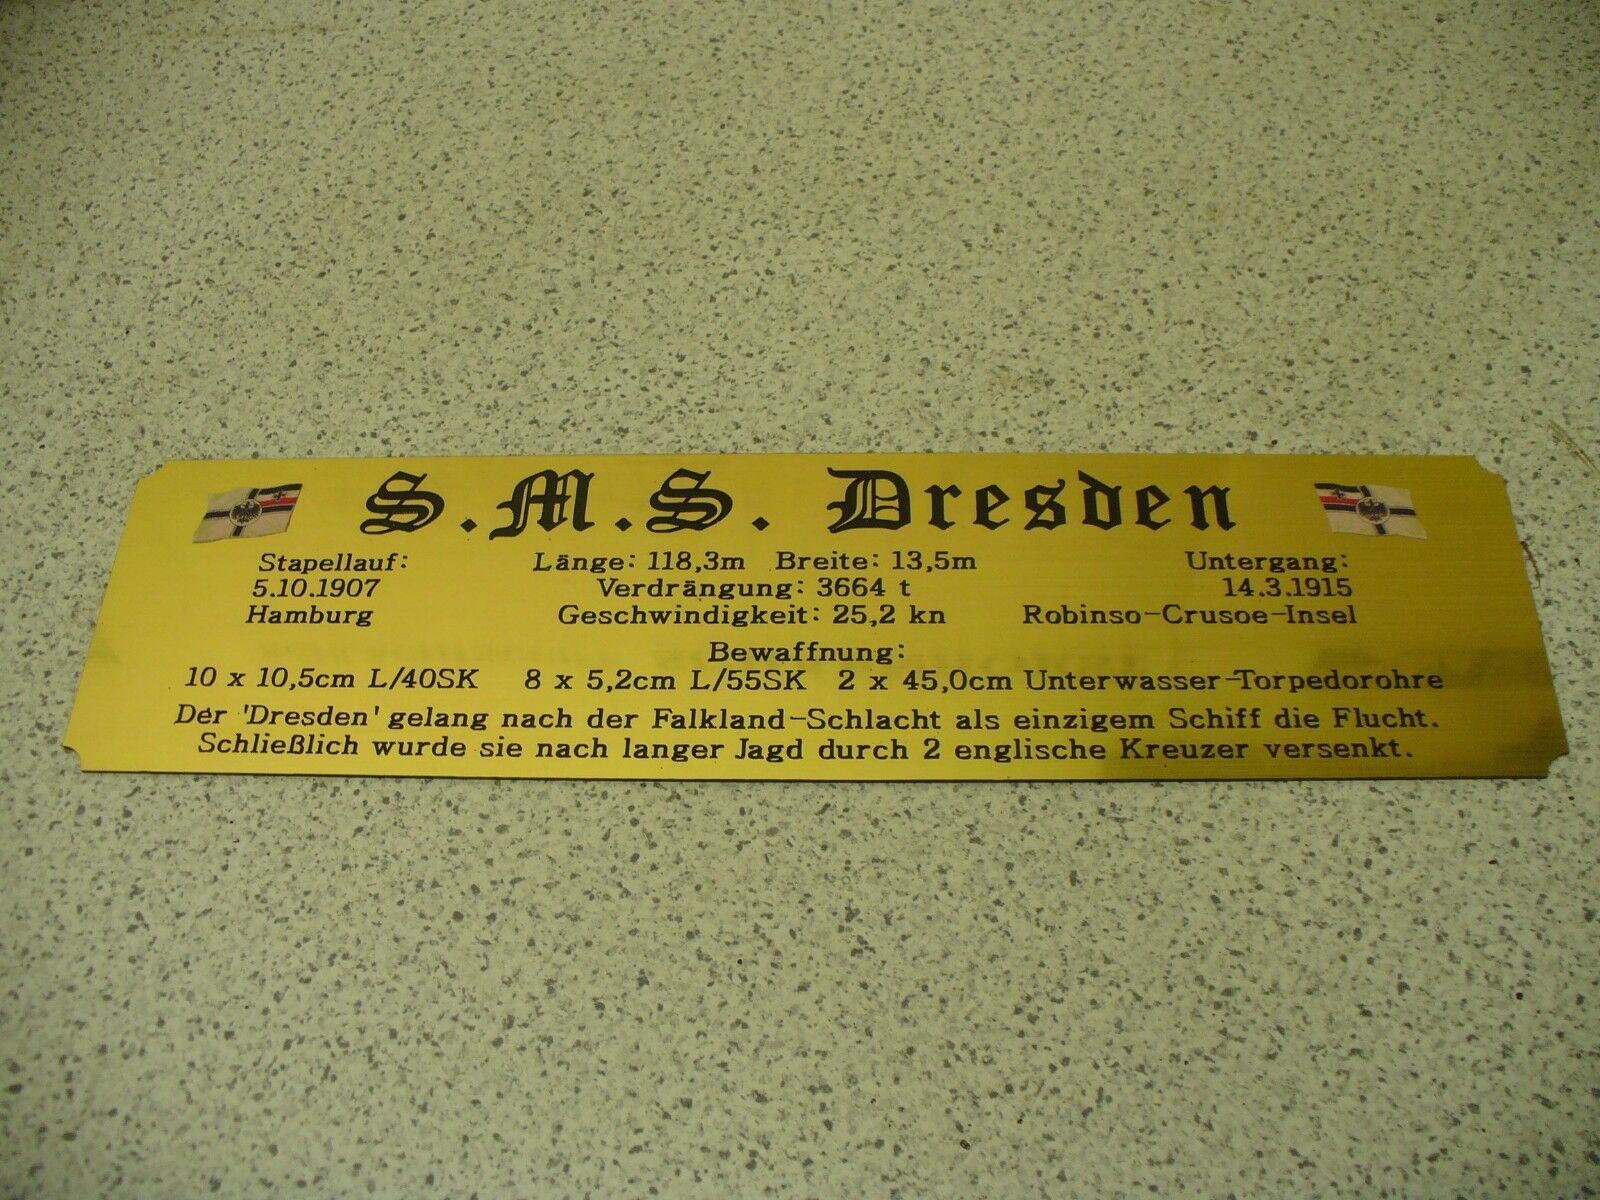 S.M.S. Dresden
Stapellauf: Länge: 118,3m Breite: 13,5m Untergang:
5.10.1907 Verdrängung: 3664 t 14.3.1915
Hamburg Geschwindigkeit: 25,2 kn Robinso-Crusoe-Insel
Bewaffnung:
10 x 10,5cm L/40SK 8 x 5,2cm L/55SK 2 x 45,0cm Unterwasser-Torpedorohre
Der 'Dresden' gelang nach der Falkland-Schlacht als einzigem Schiff die Flucht.
Schließlich wurde sie nach langer Jagd durch 2 englische Kreuzer versenkt.